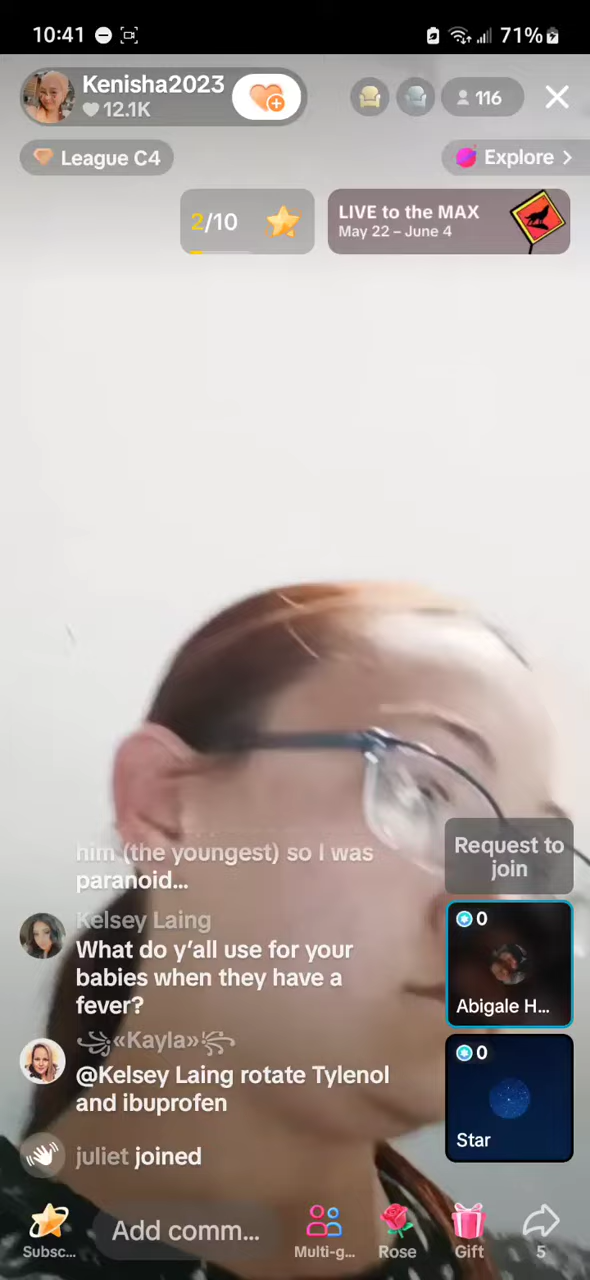 10:41
71%
Kenisha2023
12.1K
116
League C4
Explore >
2/10
LIVE to the MAX
May 22 – June 4
him (the youngest) so I was
paranoid...
Request to
join
Kelsey Laing
What do y'all use for your
babies when they have a
fever?
0
Abigale H...
꧁«Kayla»꧂
@Kelsey Laing rotate Tylenol
and ibuprofen
0
Star
juliet joined
Add comm...
Subsc...
Multi-g...
Rose
Gift
5